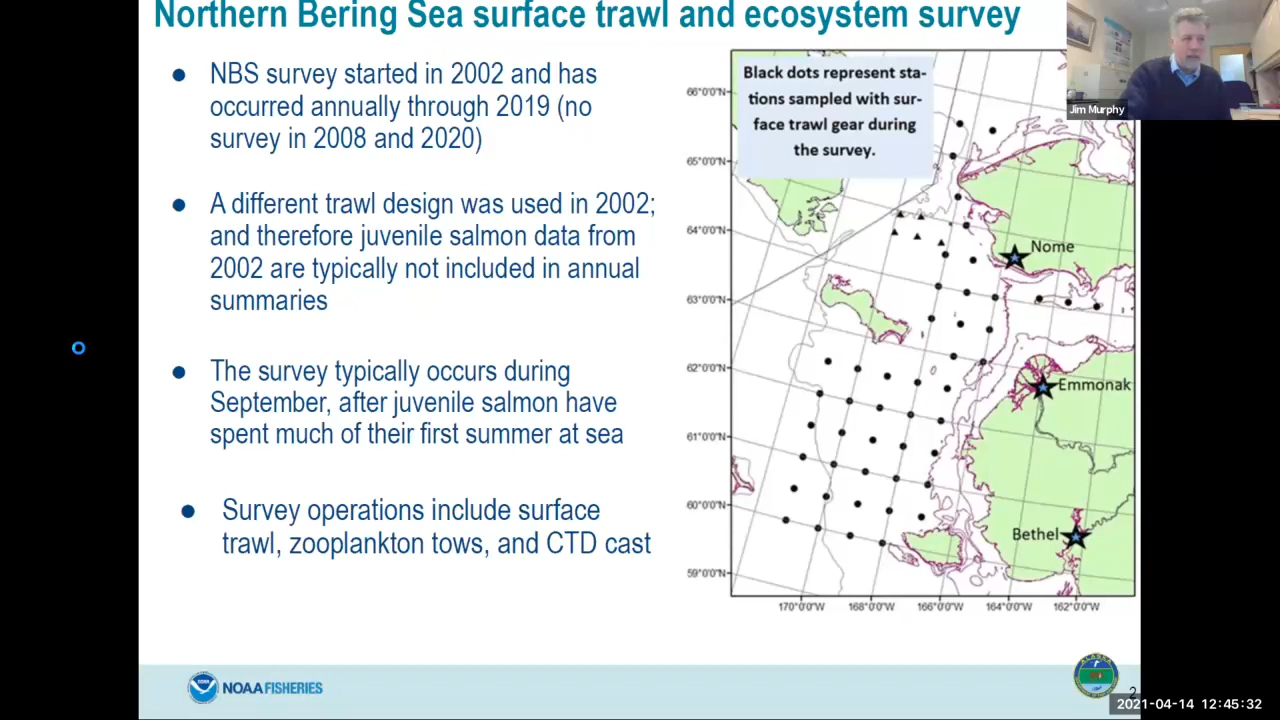 Northern Bering Sea surface trawl and ecosystem survey
● NBS survey started in 2002 and has
occurred annually through 2019 (no
survey in 2008 and 2020)
● A different trawl design was used in 2002;
and therefore juvenile salmon data from
2002 are typically not included in annual
summaries
● The survey typically occurs during
September, after juvenile salmon have
spent much of their first summer at sea
● Survey operations include surface
trawl, zooplankton tows, and CTD cast
Black dots represent sta-
tions sampled with sur-
face trawl gear during
the survey.
66°0'0"N
65°0'0"N
64°0'0"N
63°0'0"N
62°0'0"N
61°0'0"N
60°0'0"N
59°0'0"N
Nome
Emmonak
Bethel
170°0'0"W 168°0'0"W 166°0'0"W 164°0'0"W 162°0'0"W
Jim Murphy
NOAA FISHERIES
2
2021-04-14 12:45:32